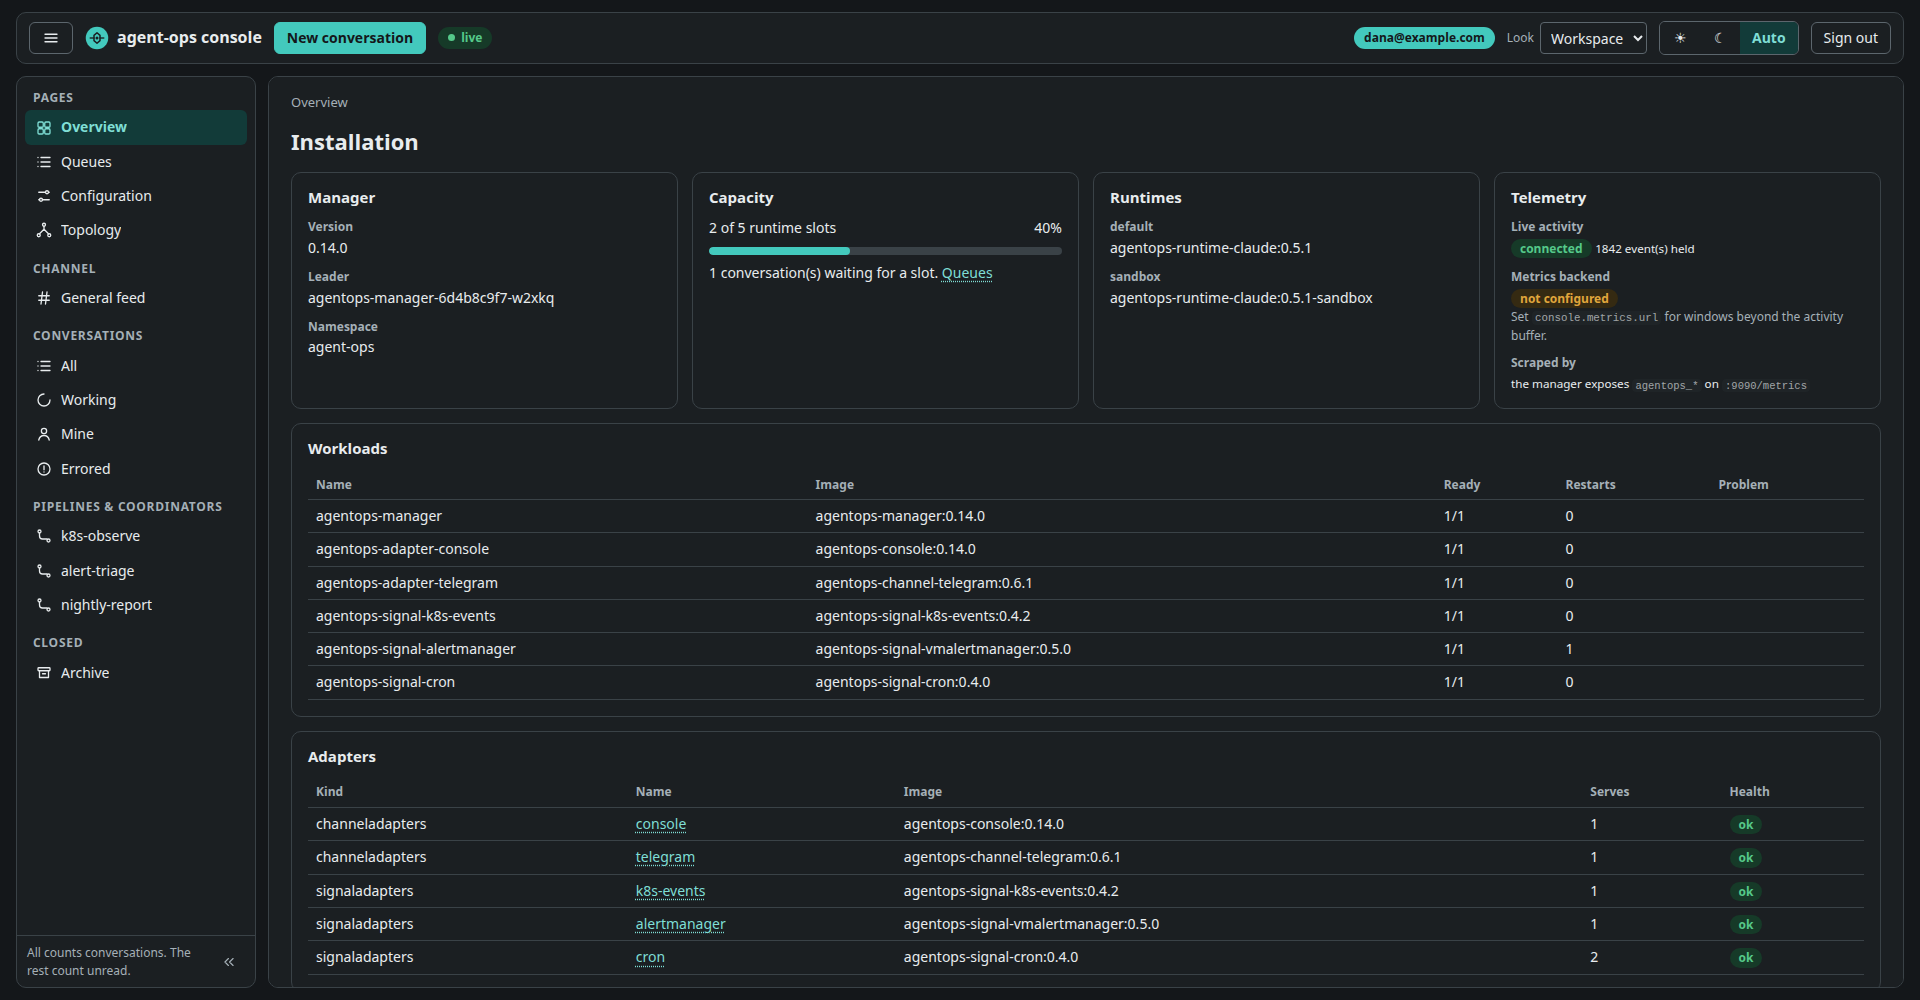 agent-ops console
New conversation
live
dana@example.com
Look
Workspace
Auto
Sign out
PAGES
Overview
Queues
Configuration
Topology
CHANNEL
General feed
CONVERSATIONS
All
Working
Mine
Errored
PIPELINES & COORDINATORS
k8s-observe
alert-triage
nightly-report
CLOSED
Archive
All counts conversations. The
rest count unread.
Overview
Installation
Manager
Version
0.14.0
Leader
agentops-manager-6d4b8c9f7-w2xkq
Namespace
agent-ops
Capacity
2 of 5 runtime slots 40%
1 conversation(s) waiting for a slot. Queues
Runtimes
default
agentops-runtime-claude:0.5.1
sandbox
agentops-runtime-claude:0.5.1-sandbox
Telemetry
Live activity
connected 1842 event(s) held
Metrics backend
not configured
Set console.metrics.url for windows beyond the activity
buffer.
Scraped by
the manager exposes agentops_* on :9090/metrics
Workloads
Name Image Ready Restarts Problem
agentops-manager agentops-manager:0.14.0 1/1 0
agentops-adapter-console agentops-console:0.14.0 1/1 0
agentops-adapter-telegram agentops-channel-telegram:0.6.1 1/1 0
agentops-signal-k8s-events agentops-signal-k8s-events:0.4.2 1/1 0
agentops-signal-alertmanager agentops-signal-vmalertmanager:0.5.0 1/1 1
agentops-signal-cron agentops-signal-cron:0.4.0 1/1 0
Adapters
Kind Name Image Serves Health
channeladapters console agentops-console:0.14.0 1 ok
channeladapters telegram agentops-channel-telegram:0.6.1 1 ok
signaladapters k8s-events agentops-signal-k8s-events:0.4.2 1 ok
signaladapters alertmanager agentops-signal-vmalertmanager:0.5.0 1 ok
signaladapters cron agentops-signal-cron:0.4.0 2 ok